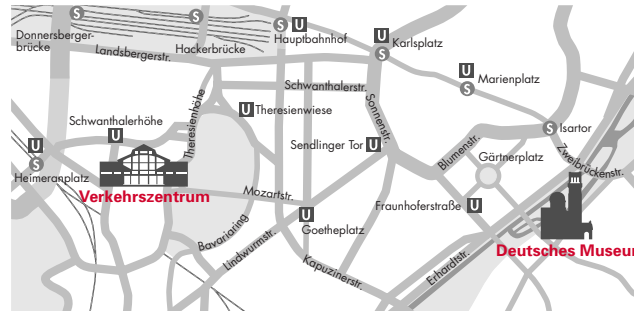 S
S
S
U
Donnersberger-
brücke
Landsbergerstr.
Hackerbrücke
Hauptbahnhof
U
S
Karlsplatz
U
S
Marienplatz
Schwanthalerstr.
Sonnenstr.
Theresienhöhe
U Theresienwiese
Schwanthalerhöhe
U
Sendlinger Tor U
S Isartor
Blumenstr.
Zweibrückenstr.
Gärtnerplatz
U
S
Heimeranplatz
Verkehrszentrum
Mozartstr.
Bavariaring
Lindwurmstr.
U
Goetheplatz
Fraunhoferstraße U
Kapuzinerstr.
Erhardtstr.
Deutsches Museum